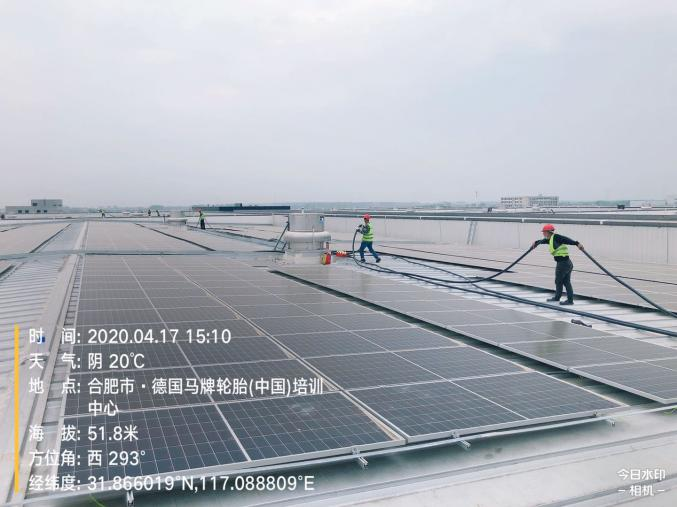 时 间: 2020.04.17 15:10
天 气: 阴 20℃
地 点: 合肥市·德国马牌轮胎(中国)培训
中心
海 拔: 51.8米
方位角: 西 293°
经纬度: 31.866019°N,117.088809°E
今日水印
- 相机 -